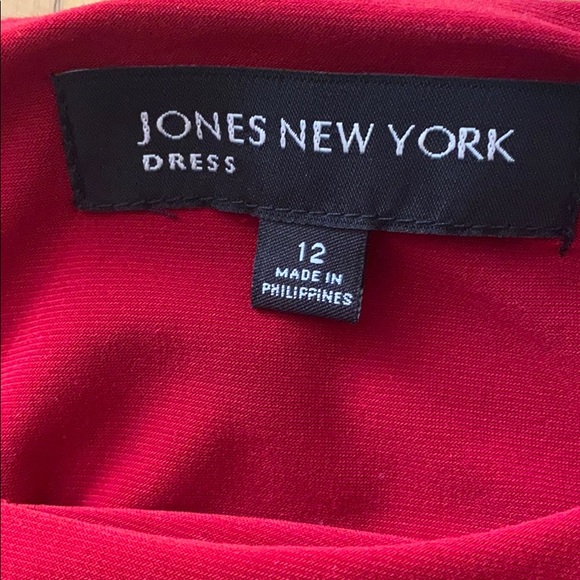 JONES NEW YORK
DRESS
12
MADE IN
PHILIPPINES